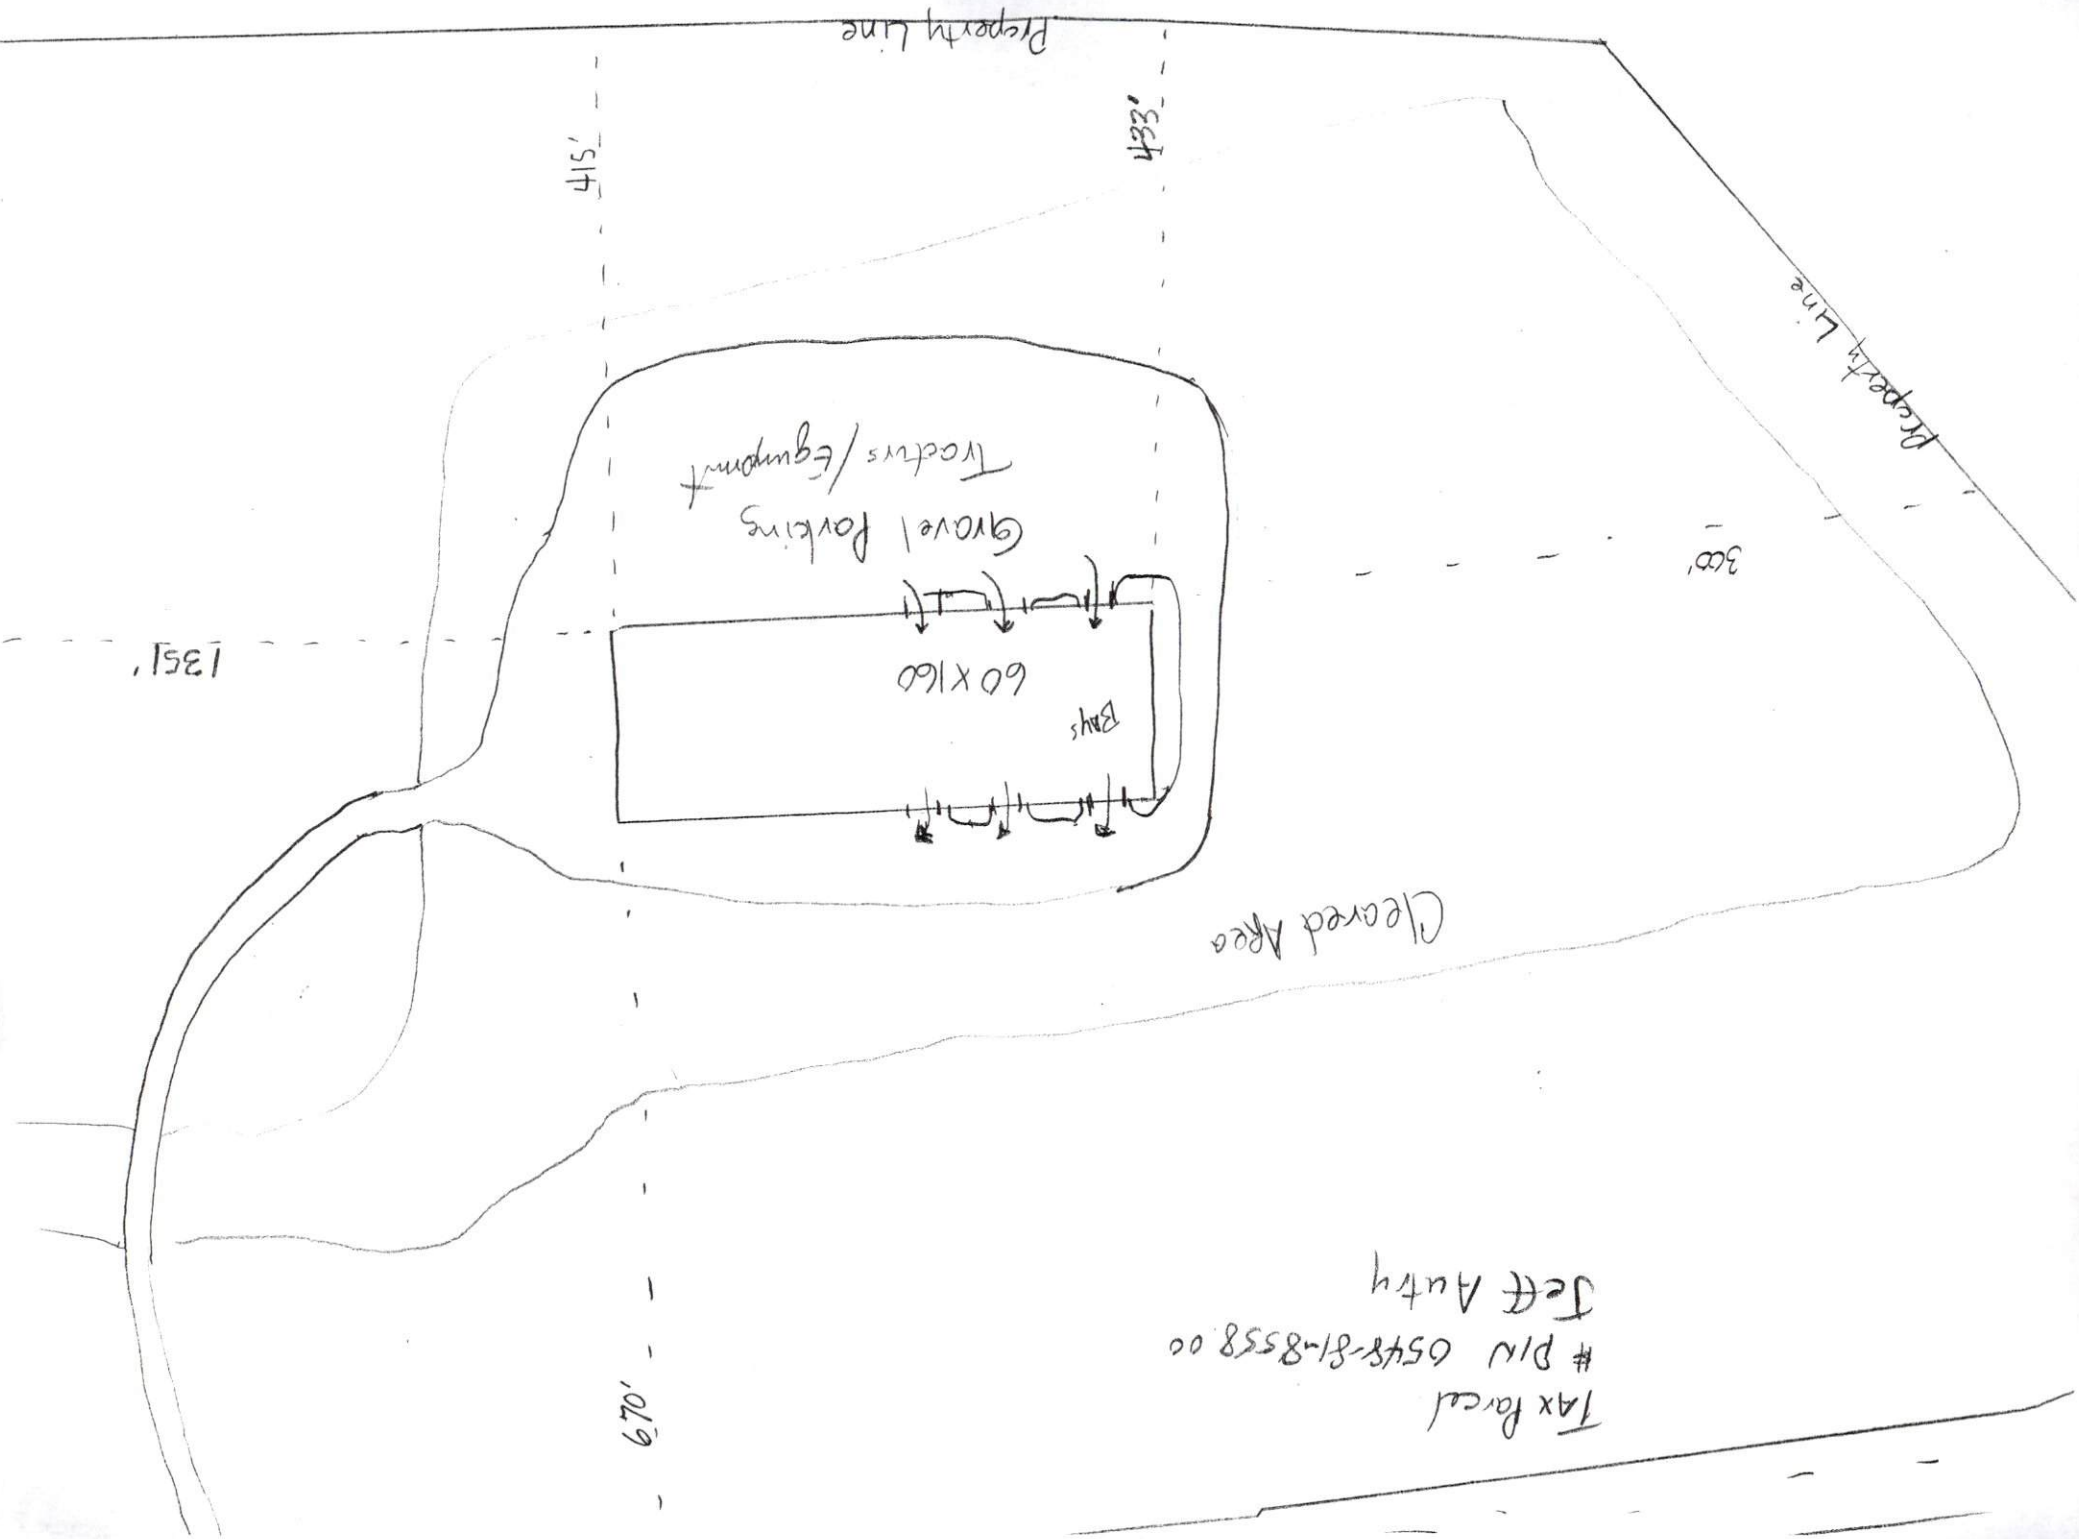 TAX Parcel
# PIN 0548-81-8558.00
Jeff Autry
670'
Cleared Area
Bays
60 X 160
1351'
300'
Gravel Parking
Tractors/Equipment
Property Line
415'
433'
Property Line